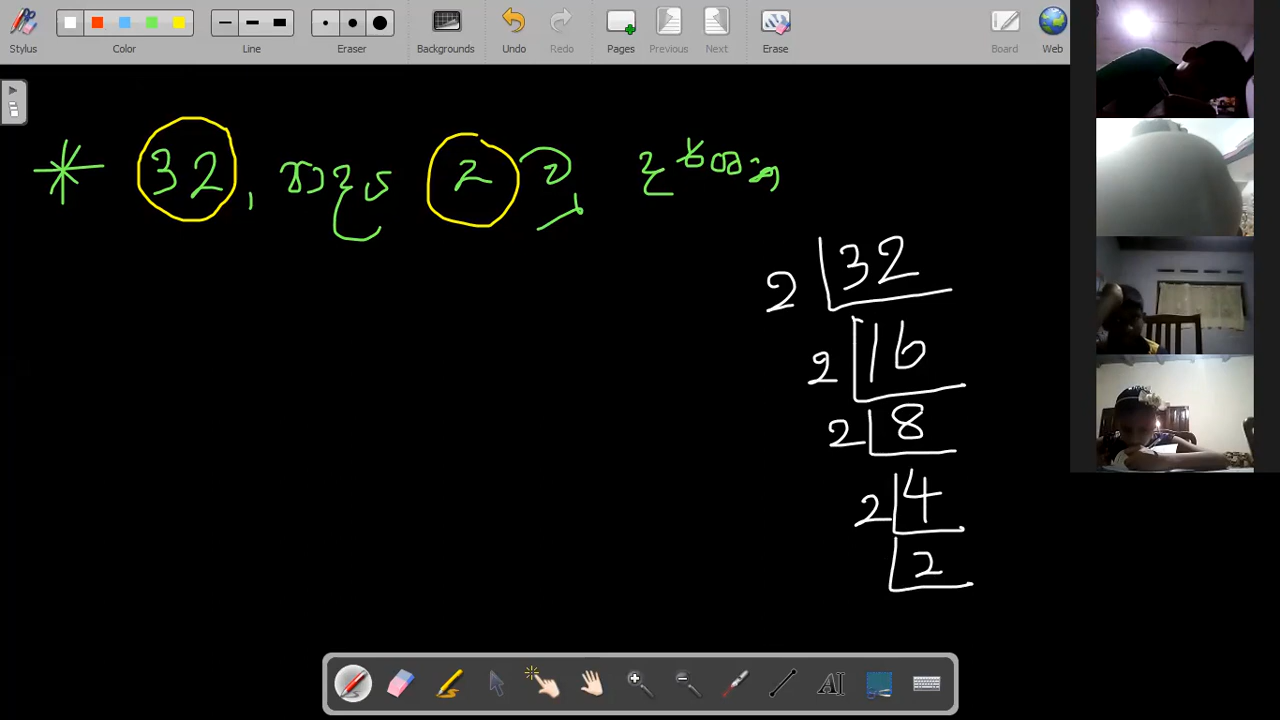 Stylus
Color
Line
Eraser
Backgrounds
Undo
Redo
Pages
Previous
Next
Erase
Board
Web
* 32, 2
2 32
2 16
2 8
2 4
2